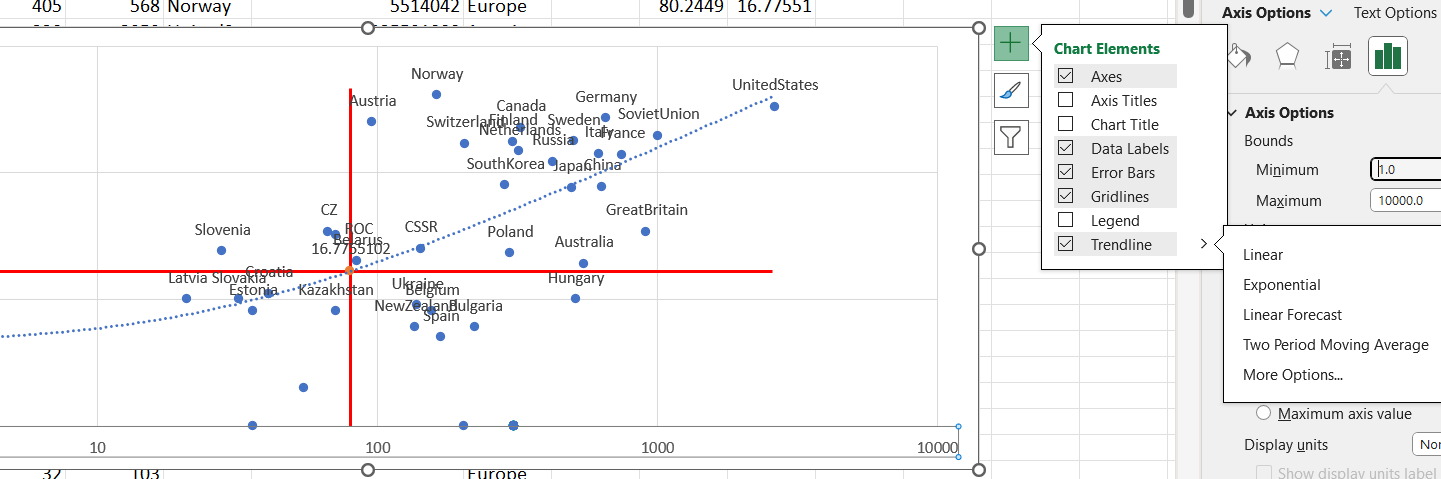 405 568 Norway 5514042 Europe 80.2449 16.77551
Axis Options Text Options
Chart Elements
Axes
Axis Titles
Chart Title
Data Labels
Error Bars
Gridlines
Legend
Trendline
Linear
Exponential
Linear Forecast
Two Period Moving Average
More Options...
Axis Options
Bounds
Minimum 1.0
Maximum 10000.0
Maximum axis value
Display units Nor
Show display units label
Norway
UnitedStates
Austria
Germany
Canada
SovietUnion
Switzerland
Finland
Sweden
Netherlands
Italy
France
Russia
SouthKorea
Japan
China
CZ
GreatBritain
Slovenia
ROC
CSSR
Poland
Belarus
16.7755102
Australia
Latvia
Slovakia
Croatia
Hungary
Estonia
Kazakhstan
Ukraine
Belgium
NewZealand
Bulgaria
Spain
10 100 1000 10000
32 103 Europe